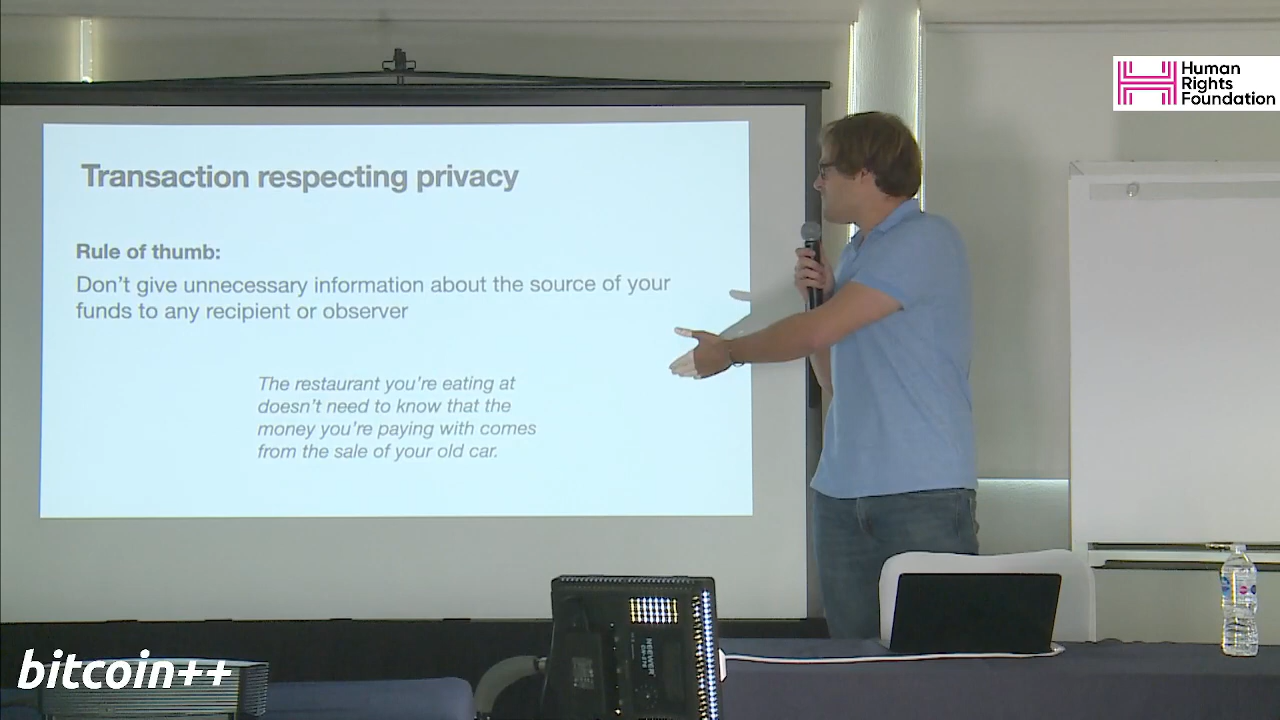 Human
Rights
Foundation
Transaction respecting privacy
Rule of thumb:
Don't give unnecessary information about the source of your
funds to any recipient or observer
The restaurant you're eating at
doesn't need to know that the
money you're paying with comes
from the sale of your old car.
NEEWER
bitcoin++